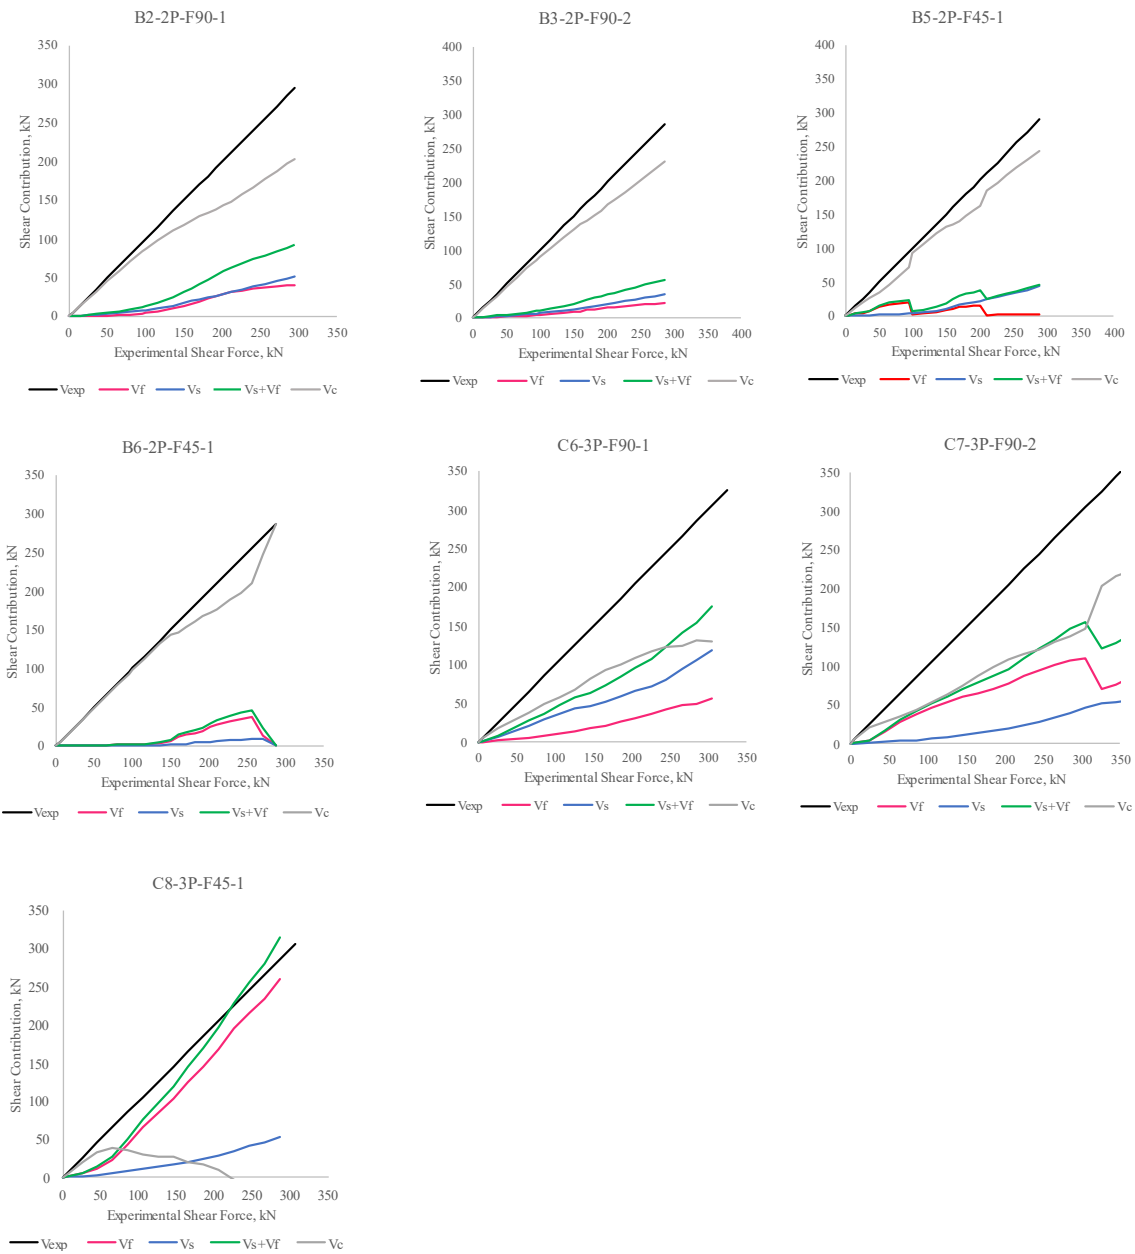 B2-2P-F90-1
350
300
250
200
150
100
50
0
Shear Contribution, kN
0 50 100 150 200 250 300 350
Experimental Shear Force, kN
Vexp Vf Vs Vs+Vf Vc
B3-2P-F90-2
400
350
300
250
200
150
100
50
0
Shear Contribution, kN
0 50 100 150 200 250 300 350 400
Experimental Shear Force, kN
Vexp Vf Vs Vs+Vf Vc
B5-2P-F45-1
400
350
300
250
200
150
100
50
0
Shear Contribution, kN
0 50 100 150 200 250 300 350 400
Experimental Shear Force, kN
Vexp Vf Vs Vs+Vf Vc
B6-2P-F45-1
350
300
250
200
150
100
50
0
Shear Contribution, kN
0 50 100 150 200 250 300 350
Experimental Shear Force, kN
Vexp Vf Vs Vs+Vf Vc
C6-3P-F90-1
350
300
250
200
150
100
50
0
Shear Contribution, kN
0 50 100 150 200 250 300 350
Experimental Shear Force, kN
Vexp Vf Vs Vs+Vf Vc
C7-3P-F90-2
350
300
250
200
150
100
50
0
Shear Contribution, kN
0 50 100 150 200 250 300 350
Experimental Shear Force, kN
Vexp Vf Vs Vs+Vf Vc
C8-3P-F45-1
350
300
250
200
150
100
50
0
Shear Contribution, kN
0 50 100 150 200 250 300 350
Experimental Shear Force, kN
Vexp Vf Vs Vs+Vf Vc